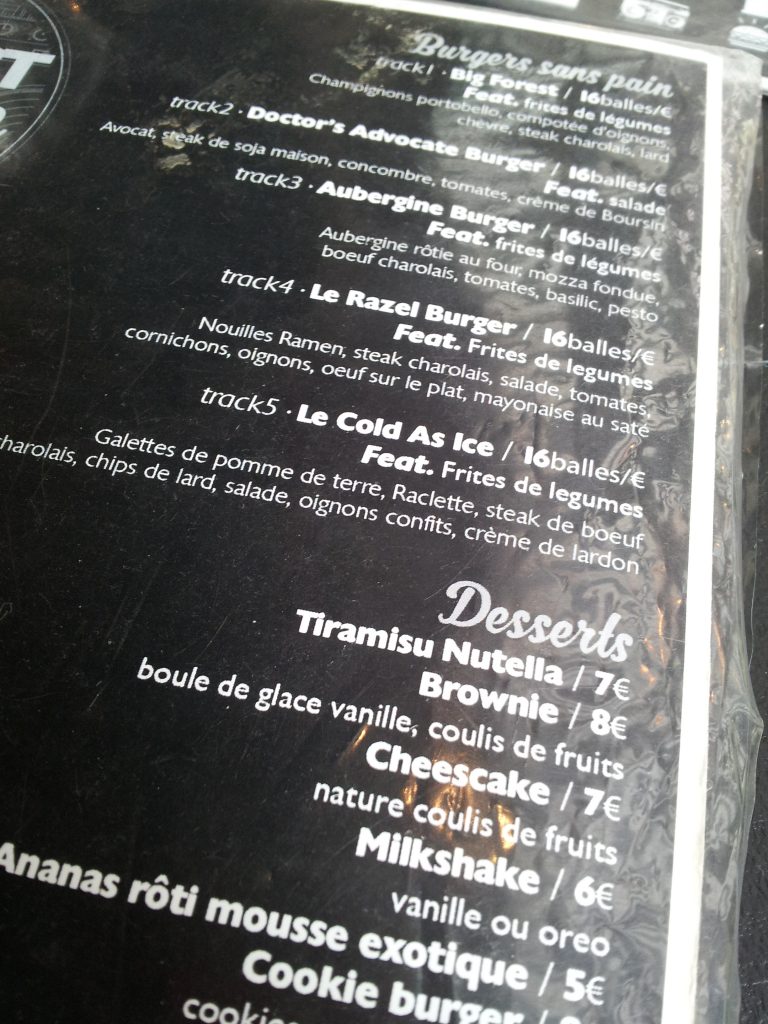 Burgers sans pain
track1 · Big Forest / 16balles/€
Feat. frites de légumes
Champignons portobello, compotée d'oignons,
chèvre, steak charolais, lard
track2 · Doctor's Advocate Burger / 16balles/€
Feat. salade
Avocat, steak de soja maison, concombre, tomates, crème de Boursin
track3 · Aubergine Burger / 16balles/€
Feat. frites de légumes
Aubergine rôtie au four, mozza fondue,
boeuf charolais, tomates, basilic, pesto
track4 · Le Razel Burger / 16balles/€
Feat. Frites de legumes
Nouilles Ramen, steak charolais, salade, tomates,
cornichons, oignons, oeuf sur le plat, mayonaise au saté
track5 · Le Cold As Ice / 16balles/€
Feat. Frites de legumes
Galettes de pomme de terre, Raclette, steak de boeuf
charolais, chips de lard, salade, oignons confits, crème de lardon
Desserts
Tiramisu Nutella / 7€
Brownie / 8€
boule de glace vanille, coulis de fruits
Cheescake / 7€
nature coulis de fruits
Milkshake / 6€
vanille ou oreo
Ananas rôti mousse exotique / 5€
Cookie burger /
cookies